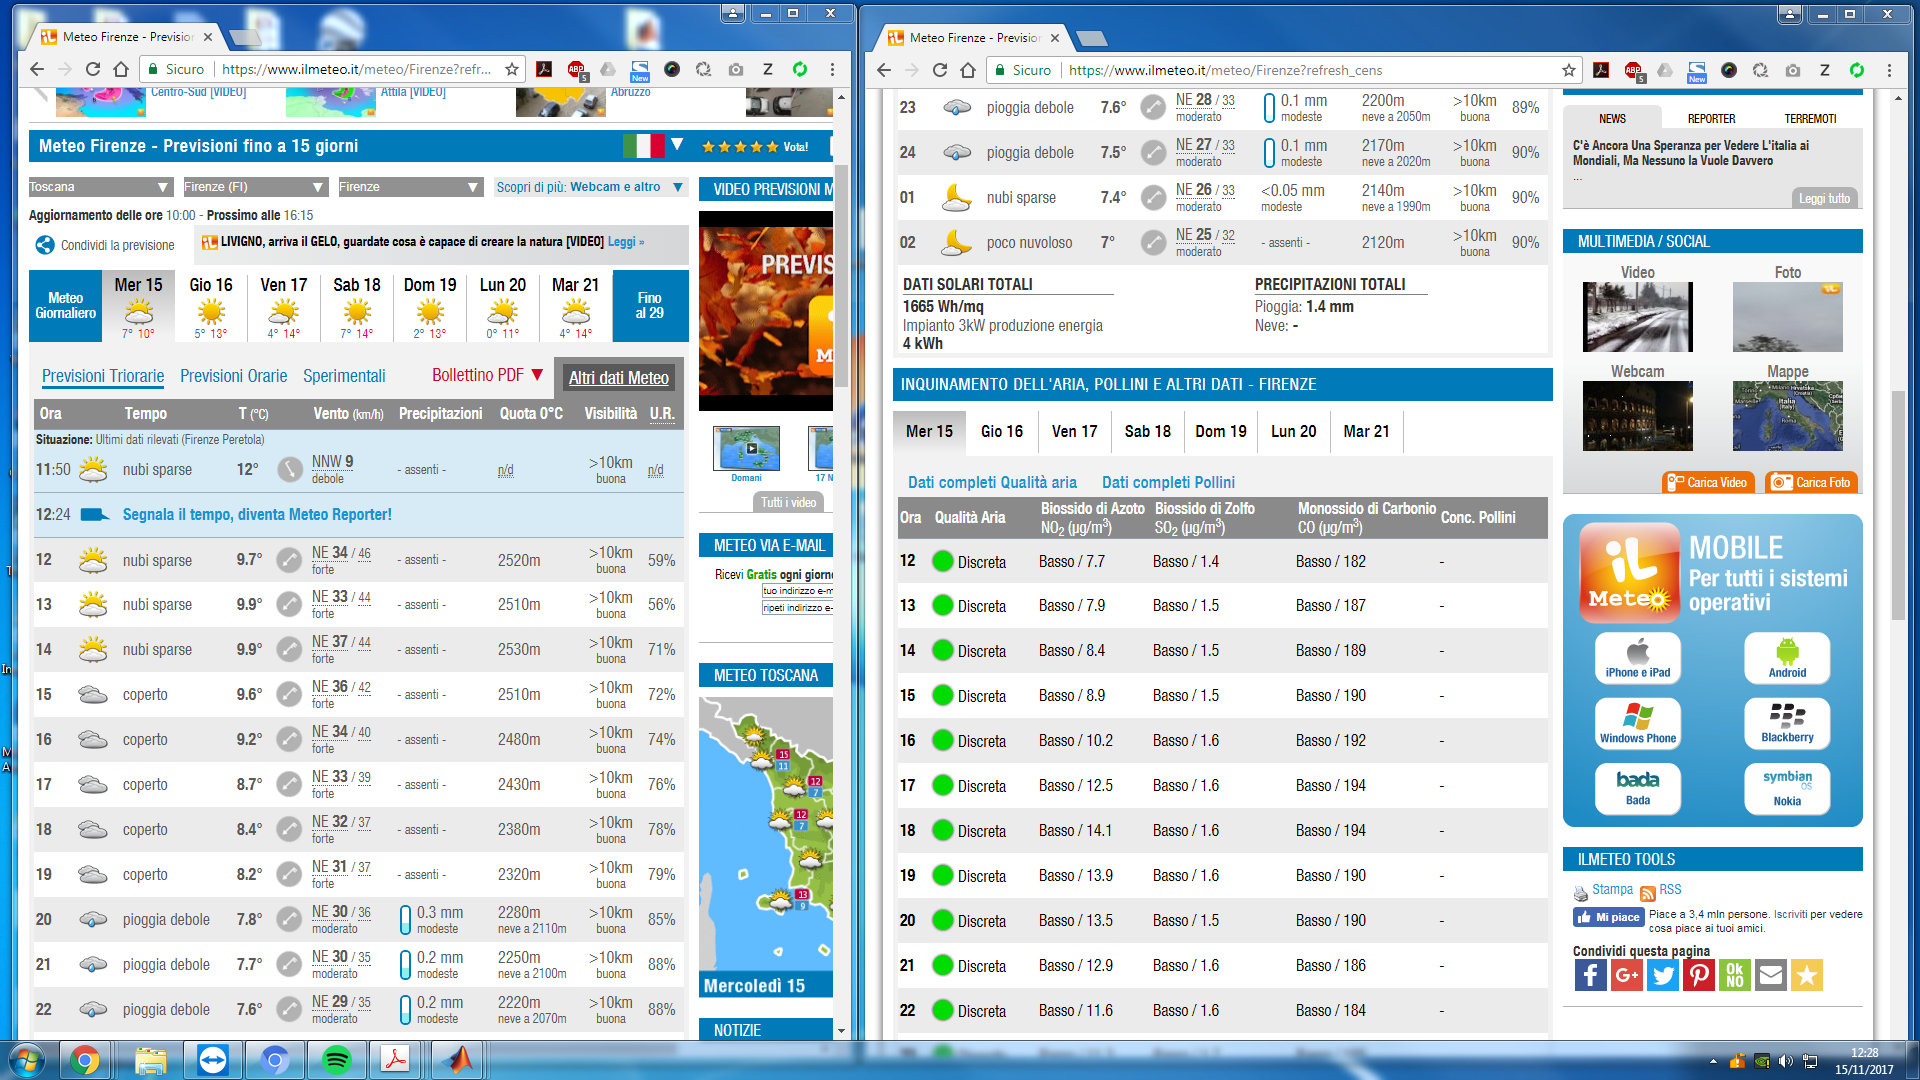 Meteo Firenze - Prevision
Sicuro | https://www.ilmeteo.it/meteo/Firenze?refr...
Centro-Sud [VIDEO]
Attila [VIDEO]
Abruzzo
Meteo Firenze - Previsioni fino a 15 giorni
Vota!
Toscana
Firenze (FI)
Firenze
Scopri di più: Webcam e altro
Aggiornamento delle ore 10:00 - Prossimo alle 16:15
Condividi la previsione
LIVIGNO, arriva il GELO, guardate cosa è capace di creare la natura [VIDEO] Leggi »
Meteo Giornaliero
Mer 15 7° 10°
Gio 16 5° 13°
Ven 17 4° 14°
Sab 18 7° 14°
Dom 19 2° 13°
Lun 20 0° 11°
Mar 21 4° 14°
Fino al 29
Previsioni Triorarie Previsioni Orarie Sperimentali Bollettino PDF ▼ Altri dati Meteo
Ora Tempo T (°C) Vento (km/h) Precipitazioni Quota 0°C Visibilità U.R.
Situazione: Ultimi dati rilevati (Firenze Peretola)
11:50 nubi sparse 12° NNW 9 debole - assenti - n/d >10km buona n/d
12:24 Segnala il tempo, diventa Meteo Reporter!
12 nubi sparse 9.7° NE 34 / 46 forte - assenti - 2520m >10km buona 59%
13 nubi sparse 9.9° NE 33 / 44 forte - assenti - 2510m >10km buona 56%
14 nubi sparse 9.9° NE 37 / 44 forte - assenti - 2530m >10km buona 71%
15 coperto 9.6° NE 36 / 42 forte - assenti - 2510m >10km buona 72%
16 coperto 9.2° NE 34 / 40 forte - assenti - 2480m >10km buona 74%
17 coperto 8.7° NE 33 / 39 forte - assenti - 2430m >10km buona 76%
18 coperto 8.4° NE 32 / 37 forte - assenti - 2380m >10km buona 78%
19 coperto 8.2° NE 31 / 37 forte - assenti - 2320m >10km buona 79%
20 pioggia debole 7.8° NE 30 / 36 moderato 0.3 mm modeste 2280m neve a 2110m >10km buona 85%
21 pioggia debole 7.7° NE 30 / 35 moderato 0.2 mm modeste 2250m neve a 2100m >10km buona 88%
22 pioggia debole 7.6° NE 29 / 35 moderato 0.2 mm modeste 2220m neve a 2070m >10km buona 88%
VIDEO PREVISIONI M
PREVIS
Domani
17 N
Tutti i video
METEO VIA E-MAIL
Ricevi Gratis ogni giorno
tuo indirizzo e-m
ripeti indirizzo e-
METEO TOSCANA
15
11
12
7
12
7
13
9
Mercoledì 15
NOTIZIE
Meteo Firenze - Prevision
Sicuro | https://www.ilmeteo.it/meteo/Firenze?refresh_cens
23 pioggia debole 7.6° NE 28 / 33 moderato 0.1 mm modeste 2200m neve a 2050m >10km buona 89%
24 pioggia debole 7.5° NE 27 / 33 moderato 0.1 mm modeste 2170m neve a 2020m >10km buona 90%
01 nubi sparse 7.4° NE 26 / 33 moderato <0.05 mm modeste 2140m neve a 1990m >10km buona 90%
02 poco nuvoloso 7° NE 25 / 32 moderato - assenti - 2120m >10km buona 90%
DATI SOLARI TOTALI
1665 Wh/mq
Impianto 3kW produzione energia
4 kWh
PRECIPITAZIONI TOTALI
Pioggia: 1.4 mm
Neve: -
INQUINAMENTO DELL'ARIA, POLLINI E ALTRI DATI - FIRENZE
Mer 15 Gio 16 Ven 17 Sab 18 Dom 19 Lun 20 Mar 21
Dati completi Qualità aria Dati completi Pollini
Ora Qualità Aria Biossido di Azoto NO2 (µg/m3) Biossido di Zolfo SO2 (µg/m3) Monossido di Carbonio CO (µg/m3) Conc. Pollini
12 Discreta Basso / 7.7 Basso / 1.4 Basso / 182 -
13 Discreta Basso / 7.9 Basso / 1.5 Basso / 187 -
14 Discreta Basso / 8.4 Basso / 1.5 Basso / 189 -
15 Discreta Basso / 8.9 Basso / 1.5 Basso / 190 -
16 Discreta Basso / 10.2 Basso / 1.6 Basso / 192 -
17 Discreta Basso / 12.5 Basso / 1.6 Basso / 194 -
18 Discreta Basso / 14.1 Basso / 1.6 Basso / 194 -
19 Discreta Basso / 13.9 Basso / 1.6 Basso / 190 -
20 Discreta Basso / 13.5 Basso / 1.5 Basso / 190 -
21 Discreta Basso / 12.9 Basso / 1.6 Basso / 186 -
22 Discreta Basso / 11.6 Basso / 1.6 Basso / 184 -
NEWS REPORTER TERREMOTI
C'è Ancora Una Speranza per Vedere L'italia ai
Mondiali, Ma Nessuno la Vuole Davvero
...
Leggi tutto
MULTIMEDIA / SOCIAL
Video Foto
Webcam Mappe
Italia
Carica Video Carica Foto
iL Meteo
MOBILE
Per tutti i sistemi
operativi
iPhone e iPad
Android
Windows Phone
Blackberry
bada
Bada
symbian OS
Nokia
ILMETEO TOOLS
Stampa RSS
Mi piace
Piace a 3,4 mln persone. Iscriviti per vedere
cosa piace ai tuoi amici.
Condividi questa pagina
OK NO
12:28
15/11/2017